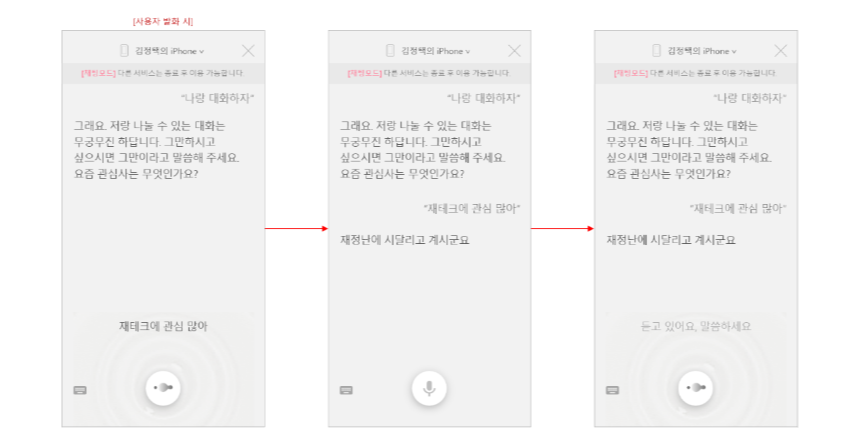 [사용자 발화 시]
김정택의 iPhone
[채팅모드] 다른 서비스는 종료 후 이용 가능합니다.
"나랑 대화하자"
그래요. 저랑 나눌 수 있는 대화는
무궁무진 하답니다. 그만하시고
싶으시면 그만이라고 말씀해 주세요.
요즘 관심사는 무엇인가요?
재테크에 관심 많아
김정택의 iPhone
[채팅모드] 다른 서비스는 종료 후 이용 가능합니다.
"나랑 대화하자"
그래요. 저랑 나눌 수 있는 대화는
무궁무진 하답니다. 그만하시고
싶으시면 그만이라고 말씀해 주세요.
요즘 관심사는 무엇인가요?
"재테크에 관심 많아"
재정난에 시달리고 계시군요
김정택의 iPhone
[채팅모드] 다른 서비스는 종료 후 이용 가능합니다.
"나랑 대화하자"
그래요. 저랑 나눌 수 있는 대화는
무궁무진 하답니다. 그만하시고
싶으시면 그만이라고 말씀해 주세요.
요즘 관심사는 무엇인가요?
"재테크에 관심 많아"
재정난에 시달리고 계시군요
듣고 있어요, 말씀하세요